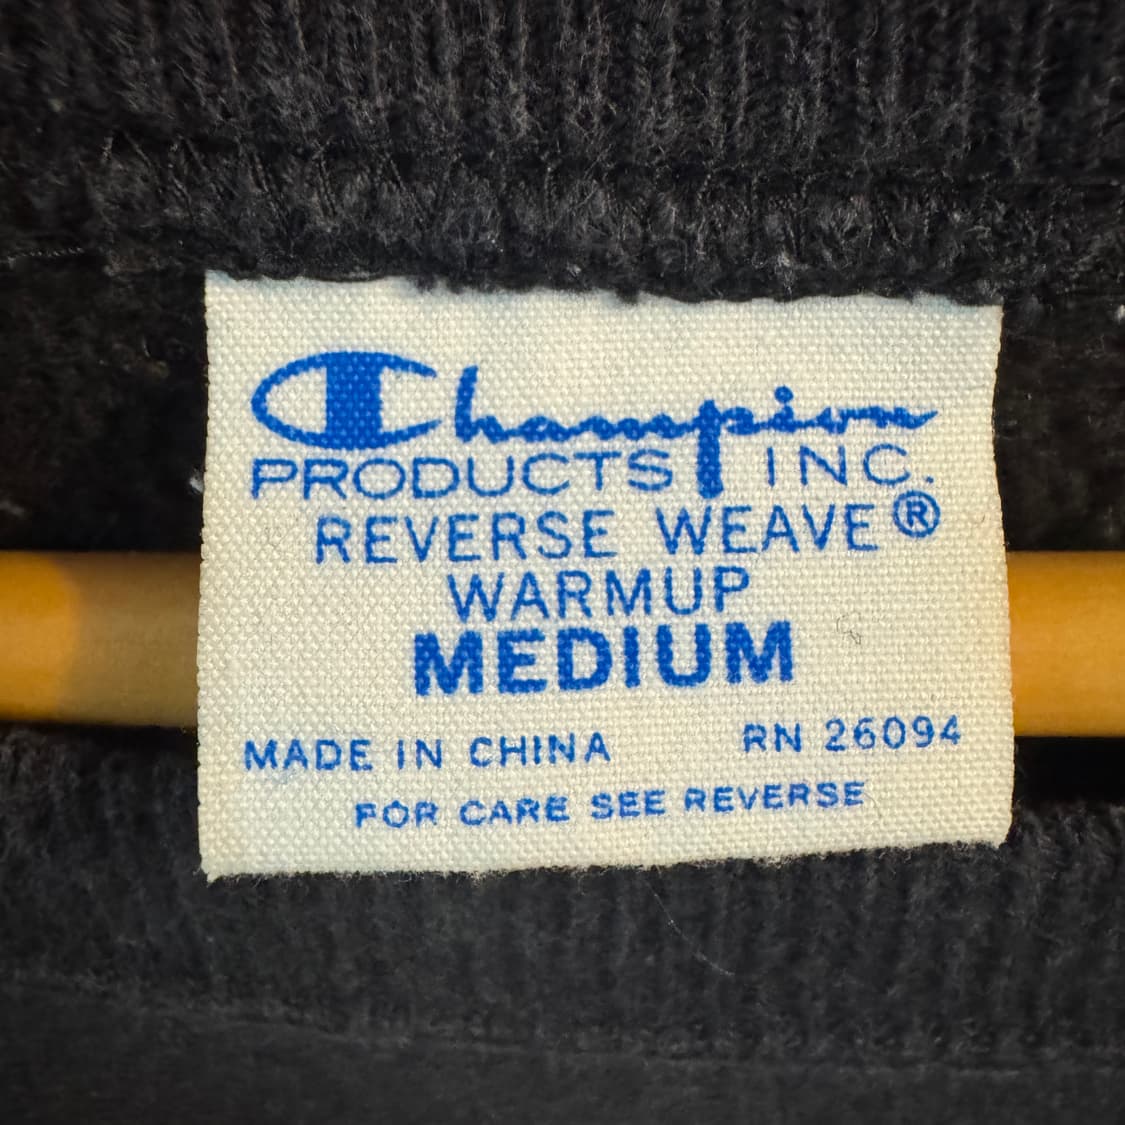 Champion
PRODUCTS INC.
REVERSE WEAVE®
WARMUP
MEDIUM
MADE IN CHINA RN 26094
FOR CARE SEE REVERSE